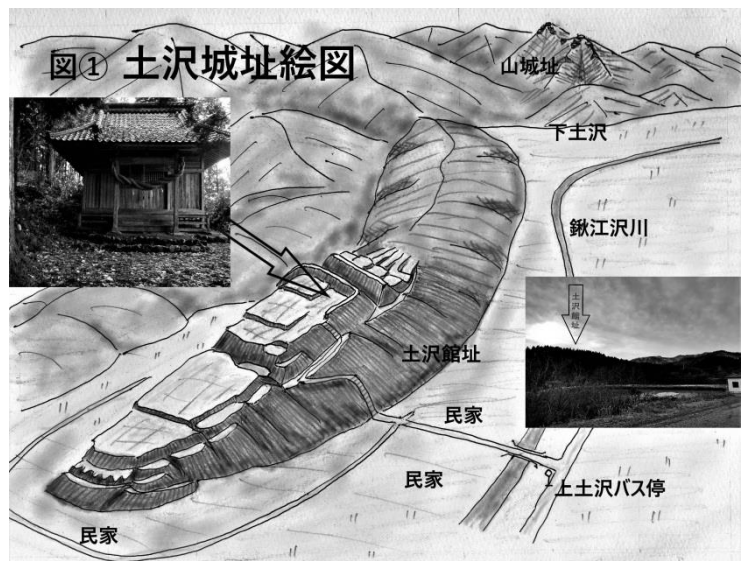 図① 土沢城址絵図
山城址
下土沢
鍬江沢川
土沢館址
土沢館址
民家
民家
上土沢バス停
民家